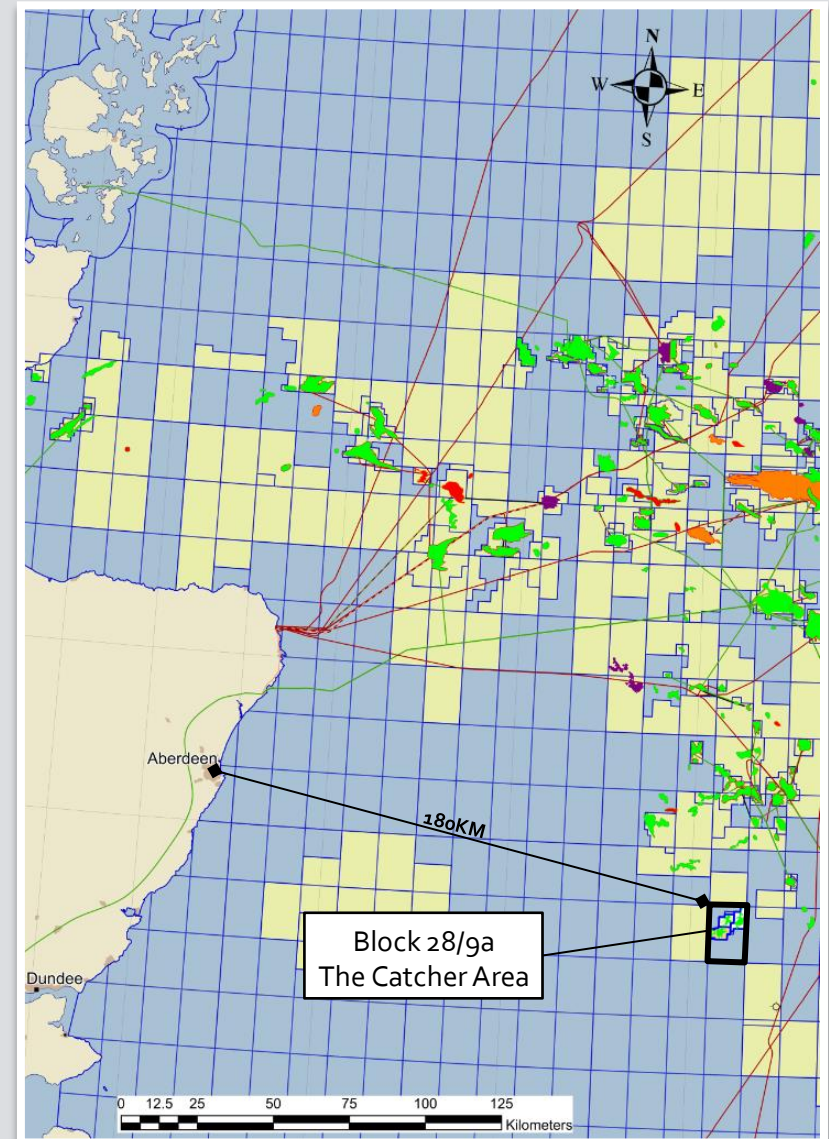 N
W
E
S
Aberdeen
180KM
Block 28/9a
The Catcher Area
Dundee
0 12.5 25 50 75 100 125
Kilometers